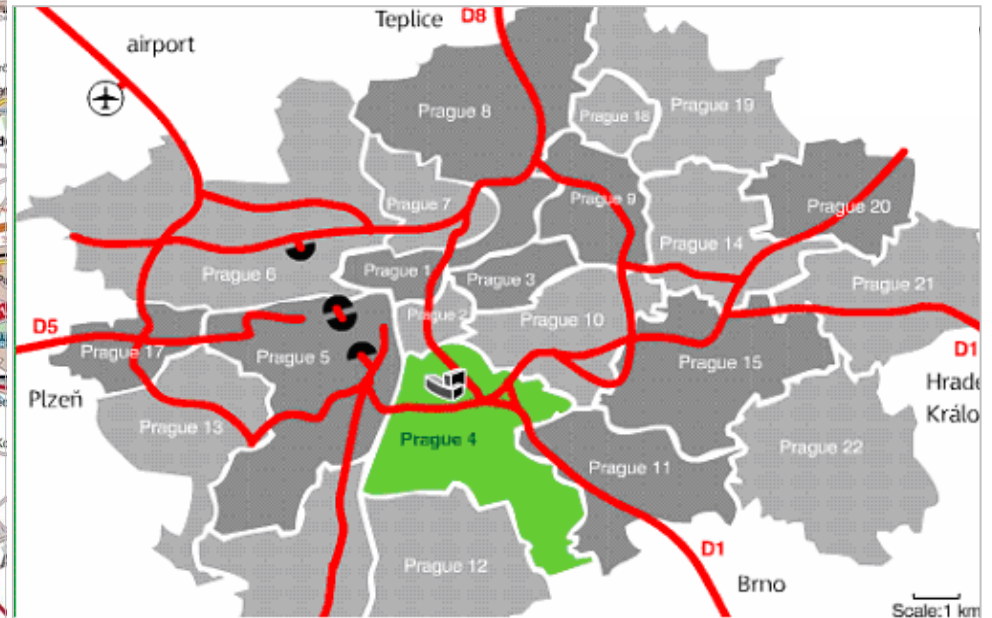 Teplice
D8
airport
Prague 8
Prague 18
Prague 19
Prague 7
Prague 9
Prague 20
Prague 14
Prague 6
Prague 1
Prague 3
Prague 21
Prague 2
Prague 10
D5
Prague 17
Prague 5
Prague 15
D1
Plzeň
Hrade
Králo
Prague 13
Prague 4
Prague 11
Prague 22
D1
Prague 12
Brno
Scale:1 km